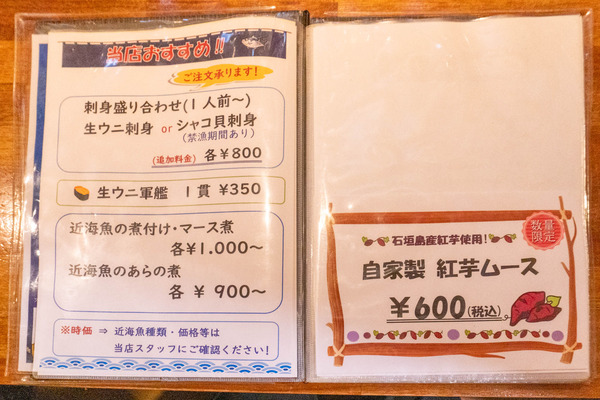 当店おすすめ!!
ご注文承ります!
刺身盛り合わせ(1人前~)
生ウニ刺身 or シャコ貝刺身
(禁漁期間あり)
(追加料金) 各¥800
生ウニ軍艦 1貫 ¥350
近海魚の煮付け・マース煮
各¥1.000~
近海魚のあらの煮
各 ¥ 900~
※時価 ⇒ 近海魚種類・価格等は
当店スタッフにご確認ください!
数量
限定
石垣島産紅芋使用!
自家製 紅芋ムース
¥600(税込)